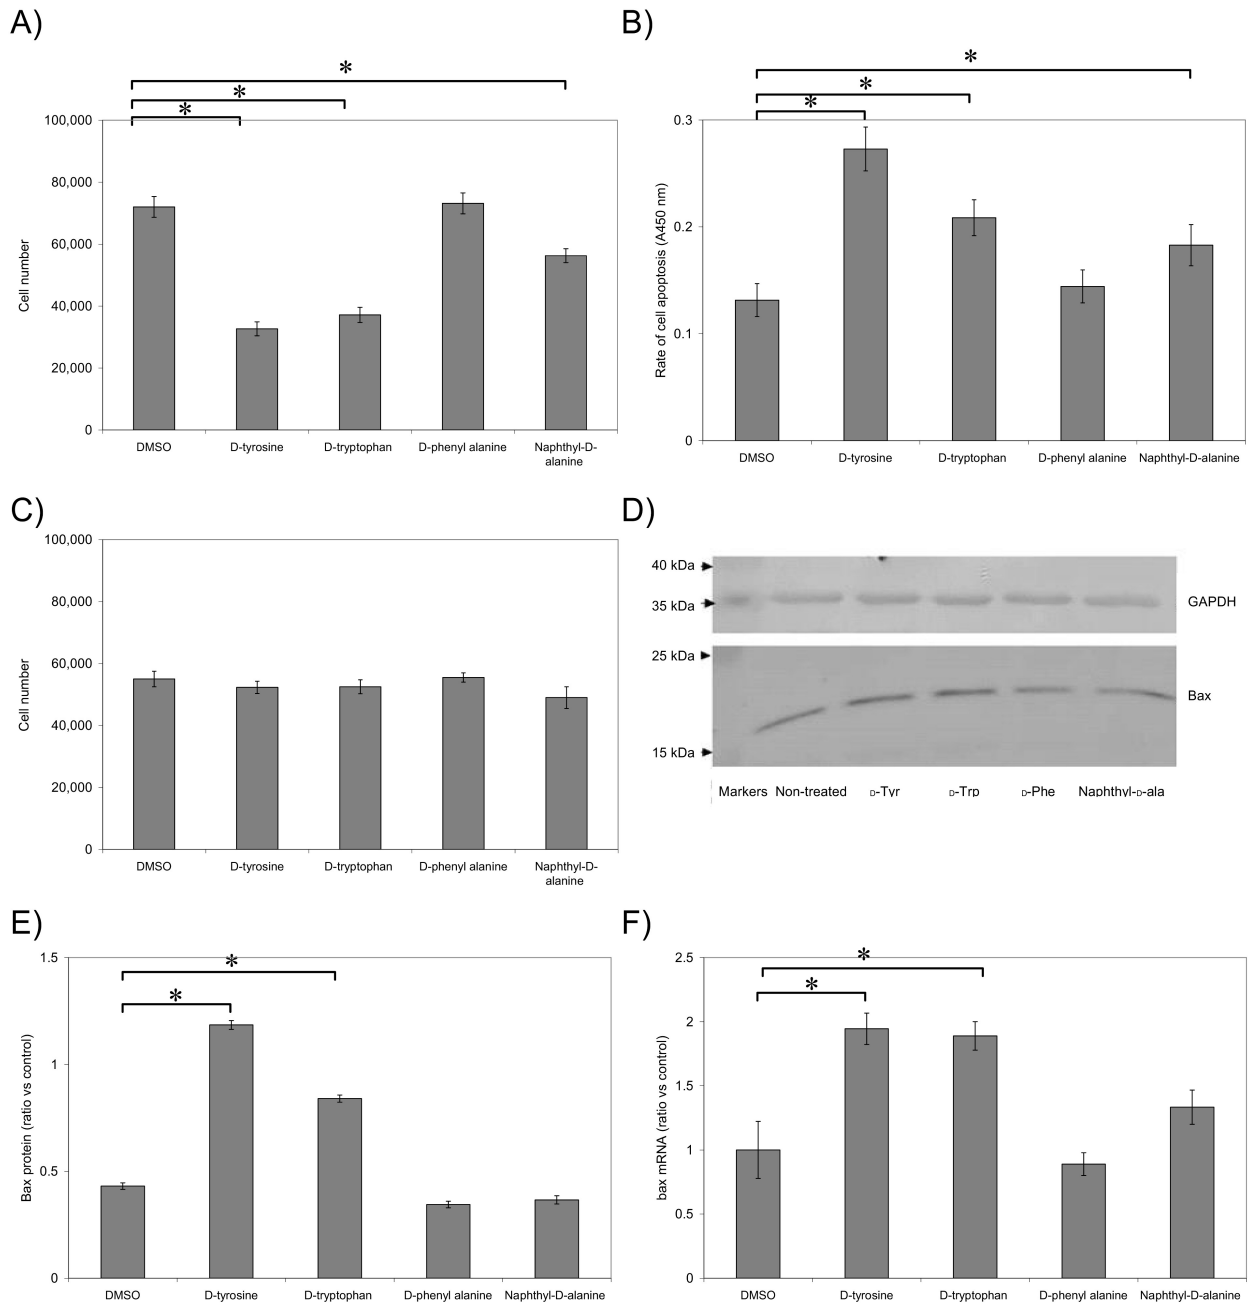 A)
*
*
*
100,000
80,000
60,000
40,000
20,000
0
Cell number
DMSO
D-tyrosine
D-tryptophan
D-phenyl alanine
Naphthyl-D-
alanine
B)
*
*
*
0.3
0.2
0.1
0
Rate of cell apoptosis (A450 nm)
DMSO
D-tyrosine
D-tryptophan
D-phenyl alanine
Naphthyl-D-alanine
C)
100,000
80,000
60,000
40,000
20,000
0
Cell number
DMSO
D-tyrosine
D-tryptophan
D-phenyl alanine
Naphthyl-D-
alanine
D)
40 kDa
35 kDa
GAPDH
25 kDa
Bax
15 kDa
Markers Non-treated D-Tyr D-Trp D-Phe Naphthyl-D-ala
E)
*
*
1.5
1
0.5
0
Bax protein (ratio vs control)
DMSO
D-tyrosine
D-tryptophan
D-phenyl alanine
Naphthyl-D-alanine
F)
*
*
2.5
2
1.5
1
0.5
0
bax mRNA (ratio vs control)
DMSO
D-tyrosine
D-tryptophan
D-phenyl alanine
Naphthyl-D-alanine